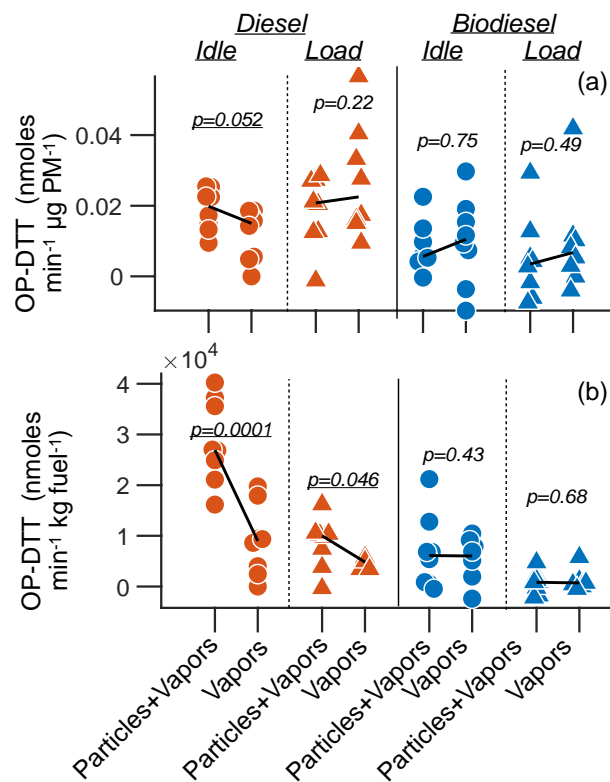 Diesel Biodiesel
Idle Load Idle Load
(a)
p=0.052 p=0.22 p=0.75 p=0.49
0.04
0.02
0
OP-DTT (nmoles
min⁻¹ µg PM⁻¹)
× 10⁴
(b)
p=0.0001 p=0.046 p=0.43 p=0.68
4
3
2
1
0
OP-DTT (nmoles
min⁻¹ kg fuel⁻¹)
Particles+Vapors
Vapors
Particles+Vapors
Vapors
Particles+Vapors
Vapors
Particles+Vapors
Vapors